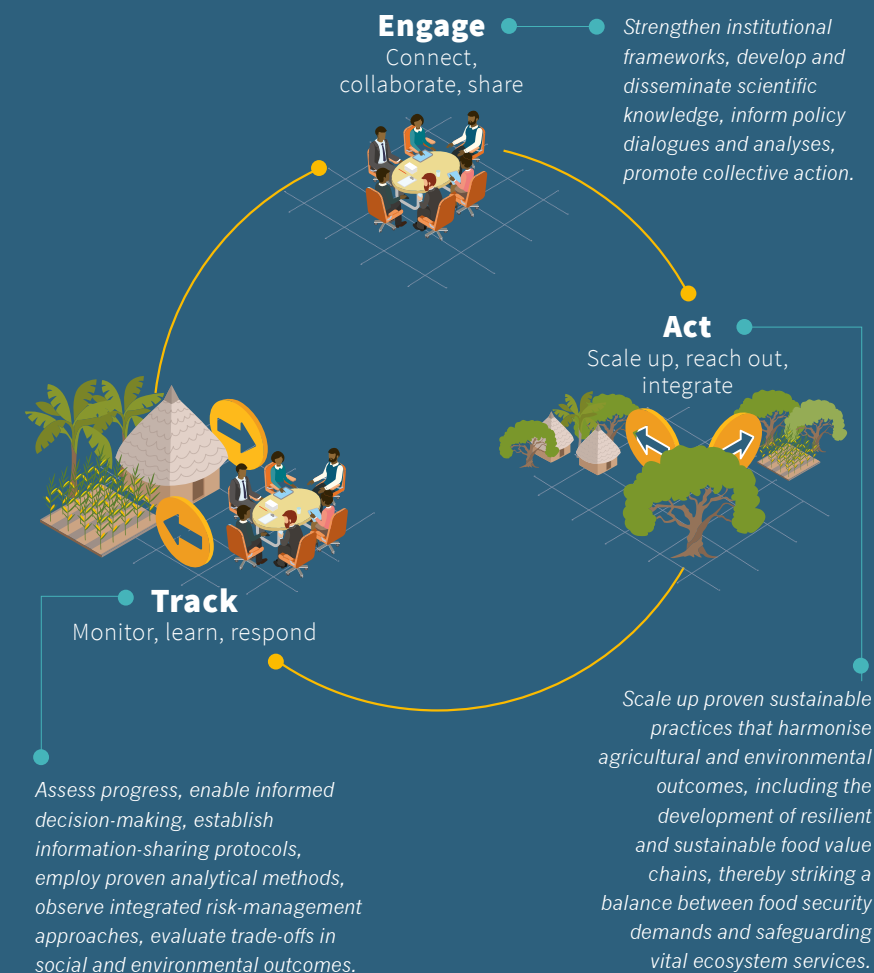 Engage
Connect,
collaborate, share
Strengthen institutional
frameworks, develop and
disseminate scientific
knowledge, inform policy
dialogues and analyses,
promote collective action.
Act
Scale up, reach out,
integrate
Scale up proven sustainable
practices that harmonise
agricultural and environmental
outcomes, including the
development of resilient
and sustainable food value
chains, thereby striking a
balance between food security
demands and safeguarding
vital ecosystem services.
Track
Monitor, learn, respond
Assess progress, enable informed
decision-making, establish
information-sharing protocols,
employ proven analytical methods,
observe integrated risk-management
approaches, evaluate trade-offs in
social and environmental outcomes.